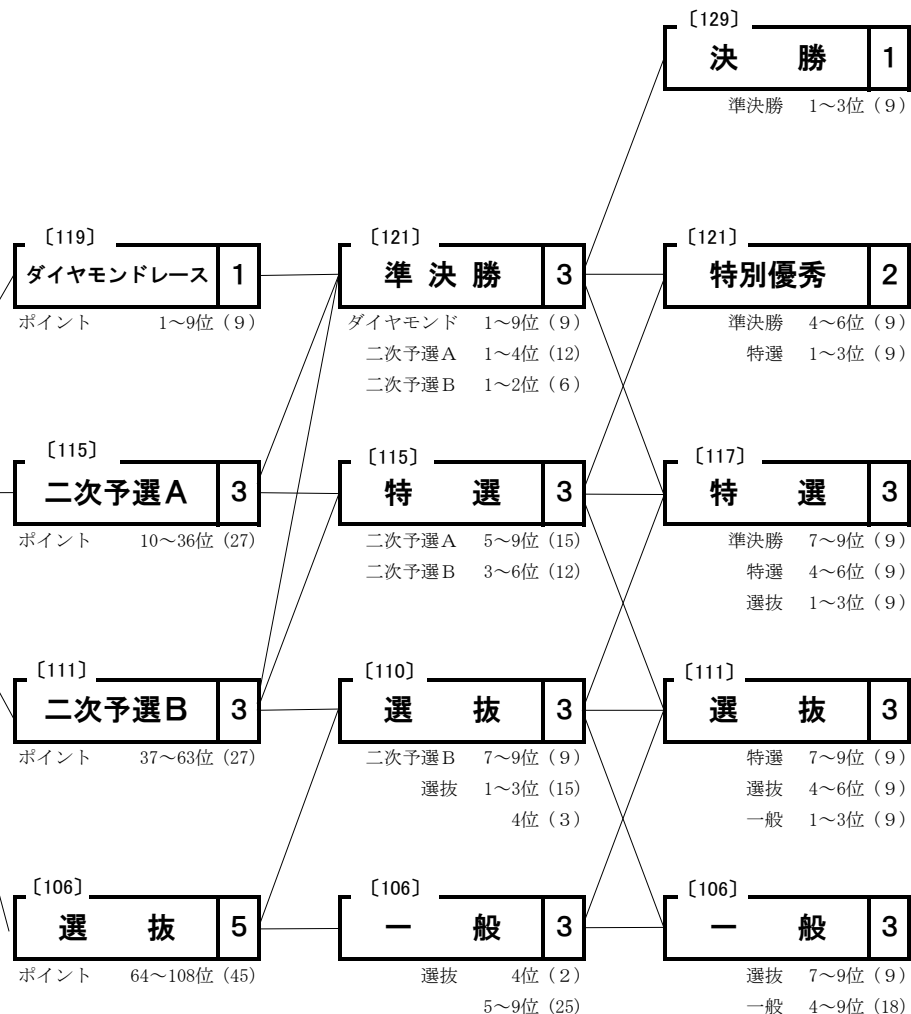 〔129〕
決 勝 1
準決勝 1～3位（9）
〔119〕
ダイヤモンドレース 1
ポイント 1～9位（9）
〔121〕
準 決 勝 3
ダイヤモンド 1～9位（9）
二次予選A 1～4位（12）
二次予選B 1～2位（6）
〔121〕
特別優秀 2
準決勝 4～6位（9）
特選 1～3位（9）
〔115〕
二次予選A 3
ポイント 10～36位（27）
〔115〕
特 選 3
二次予選A 5～9位（15）
二次予選B 3～6位（12）
〔117〕
特 選 3
準決勝 7～9位（9）
特選 4～6位（9）
選抜 1～3位（9）
〔111〕
二次予選B 3
ポイント 37～63位（27）
〔110〕
選 抜 3
二次予選B 7～9位（9）
選抜 1～3位（15）
4位（3）
〔111〕
選 抜 3
特選 7～9位（9）
選抜 4～6位（9）
一般 1～3位（9）
〔106〕
選 抜 5
ポイント 64～108位（45）
〔106〕
一 般 3
選抜 4位（2）
5～9位（25）
〔106〕
一 般 3
選抜 7～9位（9）
一般 4～9位（18）